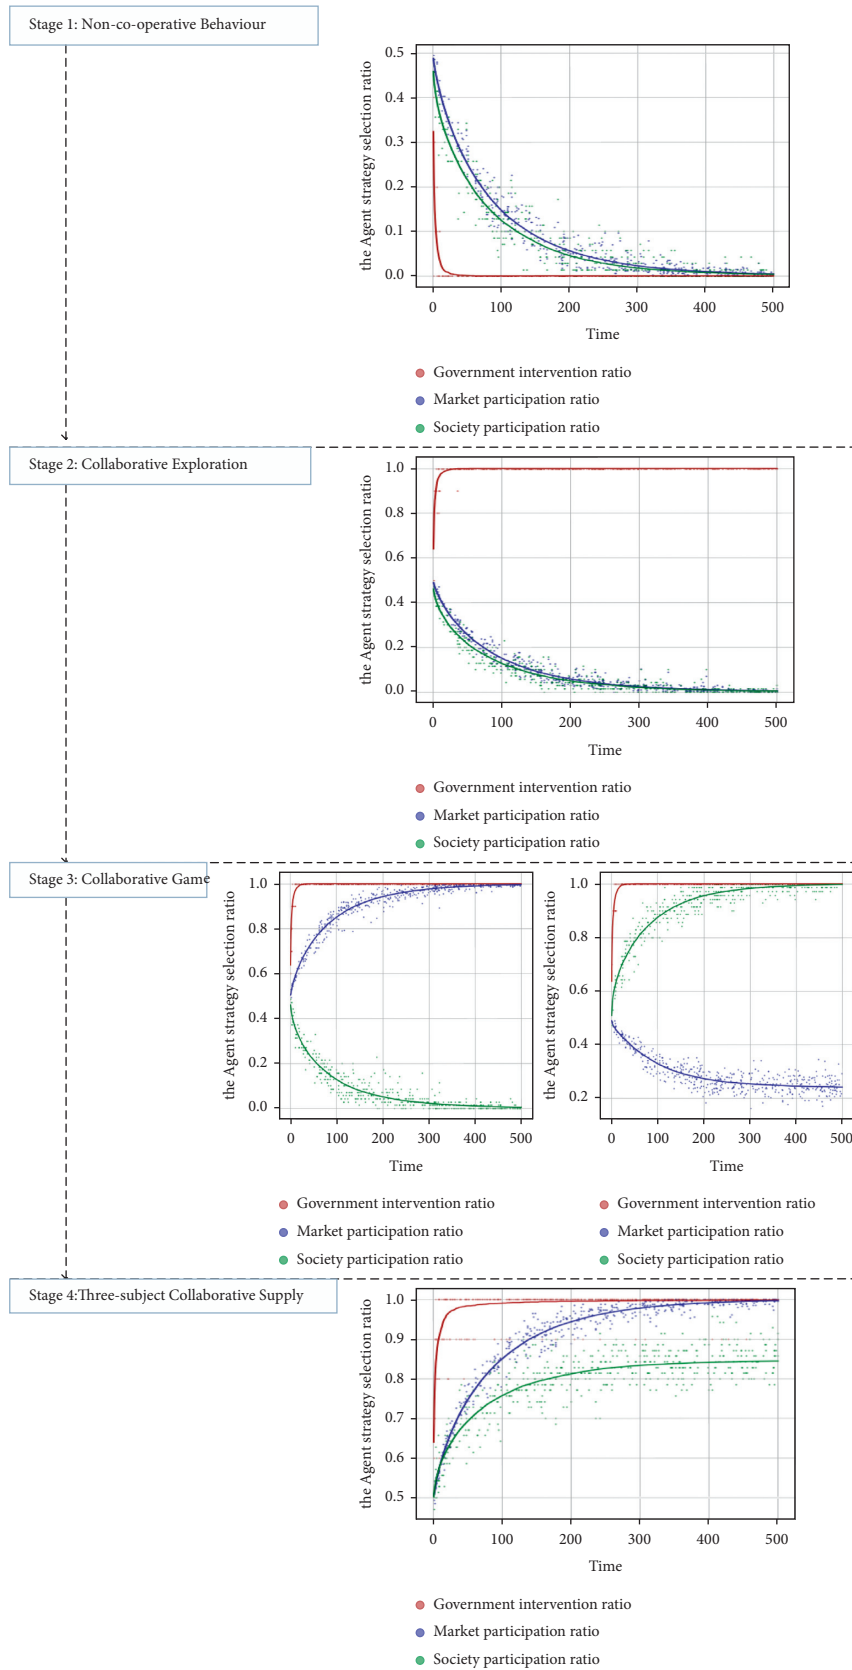 Stage 1: Non-co-operative Behaviour
the Agent strategy selection ratio
0.5
0.4
0.3
0.2
0.1
0.0
0 100 200 300 400 500
Time
Government intervention ratio
Market participation ratio
Society participation ratio
Stage 2: Collaborative Exploration
the Agent strategy selection ratio
1.0
0.8
0.6
0.4
0.2
0.0
0 100 200 300 400 500
Time
Government intervention ratio
Market participation ratio
Society participation ratio
Stage 3: Collaborative Game
the Agent strategy selection ratio
1.0
0.8
0.6
0.4
0.2
0.0
0 100 200 300 400 500
Time
Government intervention ratio
Market participation ratio
Society participation ratio
the Agent strategy selection ratio
1.0
0.8
0.6
0.4
0.2
0 100 200 300 400 500
Time
Government intervention ratio
Market participation ratio
Society participation ratio
Stage 4:Three-subject Collaborative Supply
the Agent strategy selection ratio
1.0
0.9
0.8
0.7
0.6
0.5
0 100 200 300 400 500
Time
Government intervention ratio
Market participation ratio
Society participation ratio